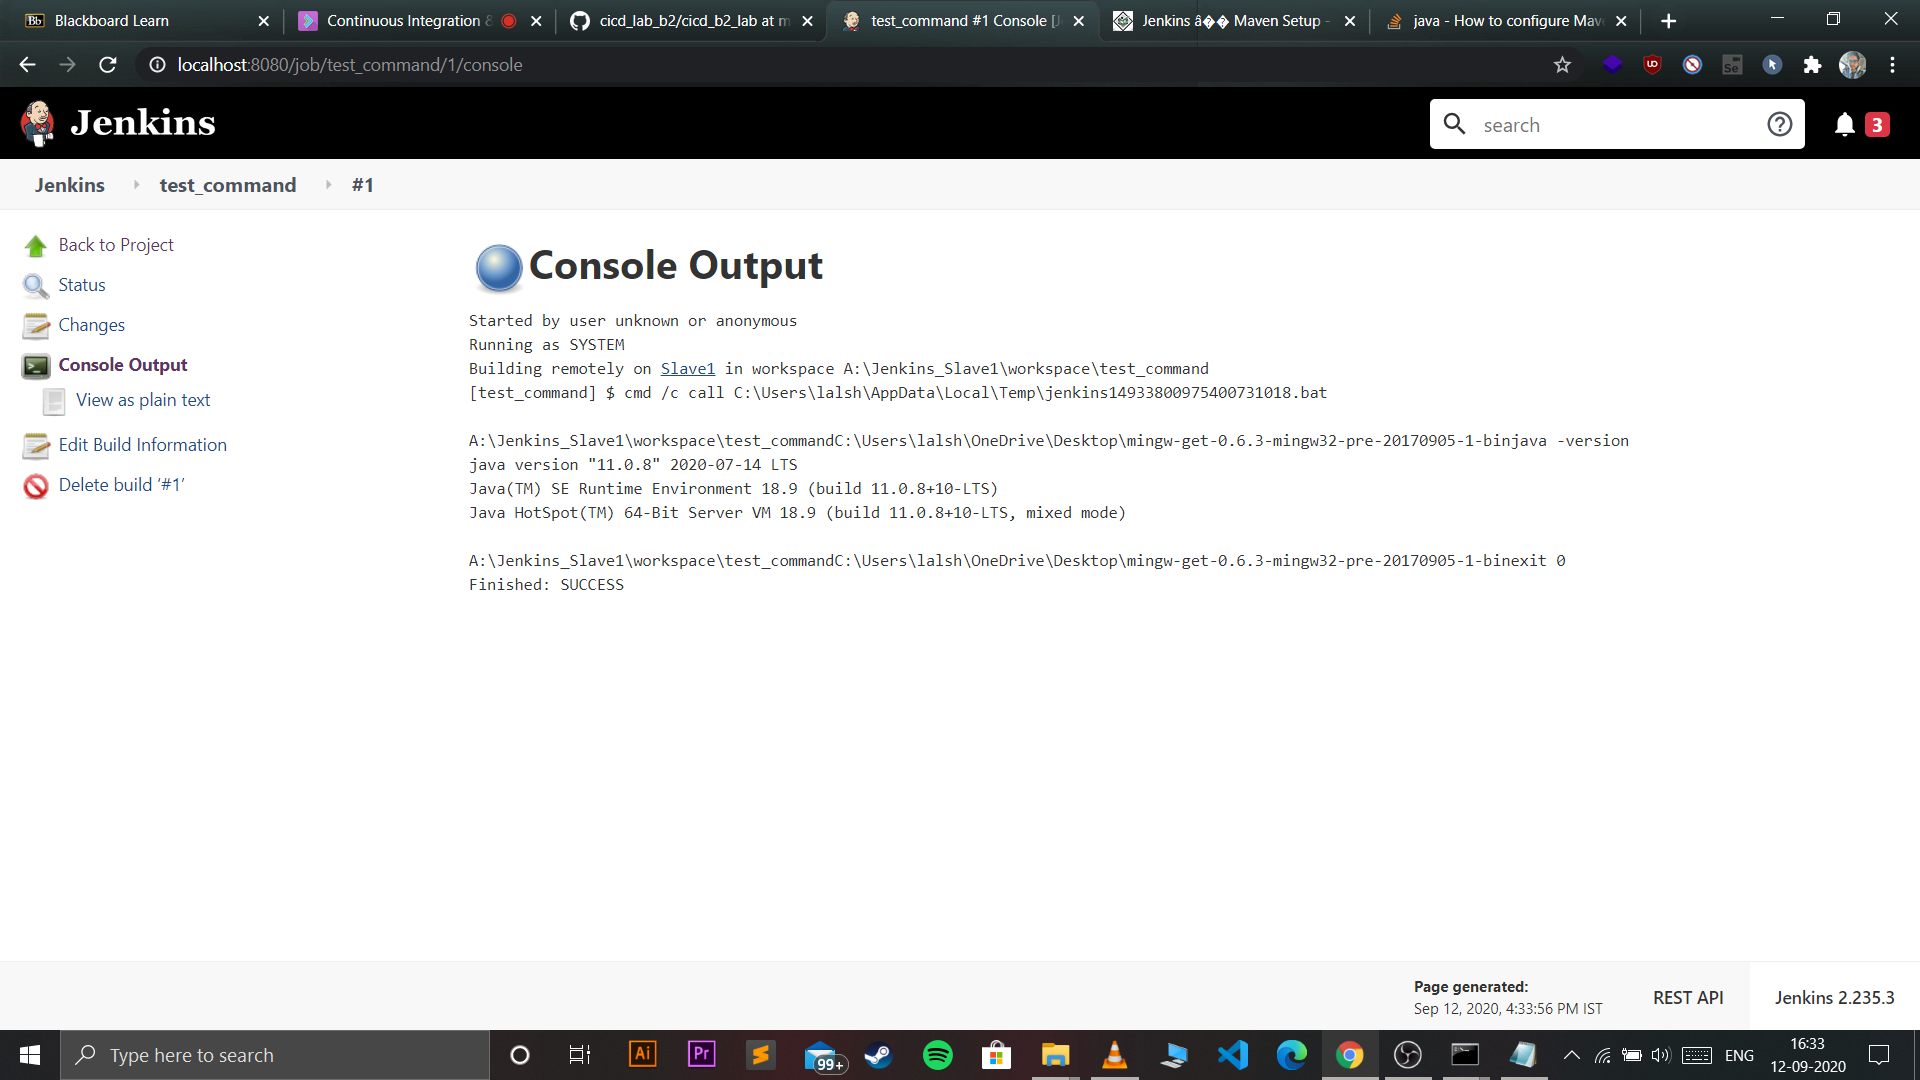 Blackboard Learn
Continuous Integration &
cicd_lab_b2/cicd_b2_lab at m
test_command #1 Console [J
Jenkins â�� Maven Setup -
java - How to configure Mav
localhost:8080/job/test_command/1/console
Jenkins
search
3
Jenkins
test_command
#1
Back to Project
Status
Changes
Console Output
View as plain text
Edit Build Information
Delete build ‘#1’
Console Output
Started by user unknown or anonymous
Running as SYSTEM
Building remotely on Slave1 in workspace A:\Jenkins_Slave1\workspace\test_command
[test_command] $ cmd /c call C:\Users\lalsh\AppData\Local\Temp\jenkins14933800975400731018.bat
A:\Jenkins_Slave1\workspace\test_commandC:\Users\lalsh\OneDrive\Desktop\mingw-get-0.6.3-mingw32-pre-20170905-1-binjava -version
java version "11.0.8" 2020-07-14 LTS
Java(TM) SE Runtime Environment 18.9 (build 11.0.8+10-LTS)
Java HotSpot(TM) 64-Bit Server VM 18.9 (build 11.0.8+10-LTS, mixed mode)
A:\Jenkins_Slave1\workspace\test_commandC:\Users\lalsh\OneDrive\Desktop\mingw-get-0.6.3-mingw32-pre-20170905-1-binexit 0
Finished: SUCCESS
Page generated:
Sep 12, 2020, 4:33:56 PM IST
REST API
Jenkins 2.235.3
Type here to search
Ai
Pr
99+
ENG
16:33
12-09-2020